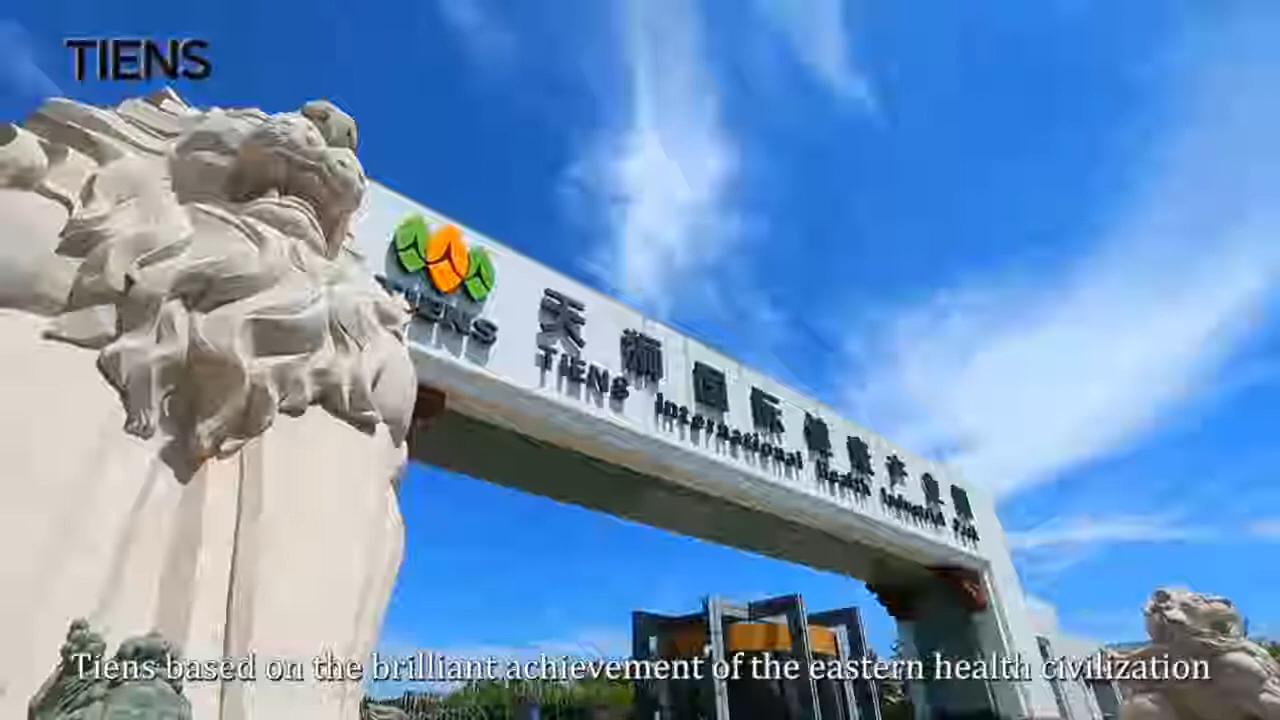 TIENS
TIENS
天狮国际健康产业园
TIENS International Health Industrial Park
Tiens based on the brilliant achievement of the eastern health civilization